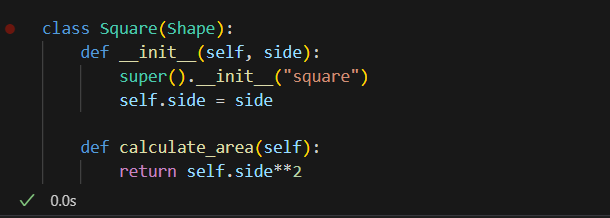 class Square(Shape):
    def __init__(self, side):
        super().__init__("square")
        self.side = side

    def calculate_area(self):
        return self.side**2
0.0s